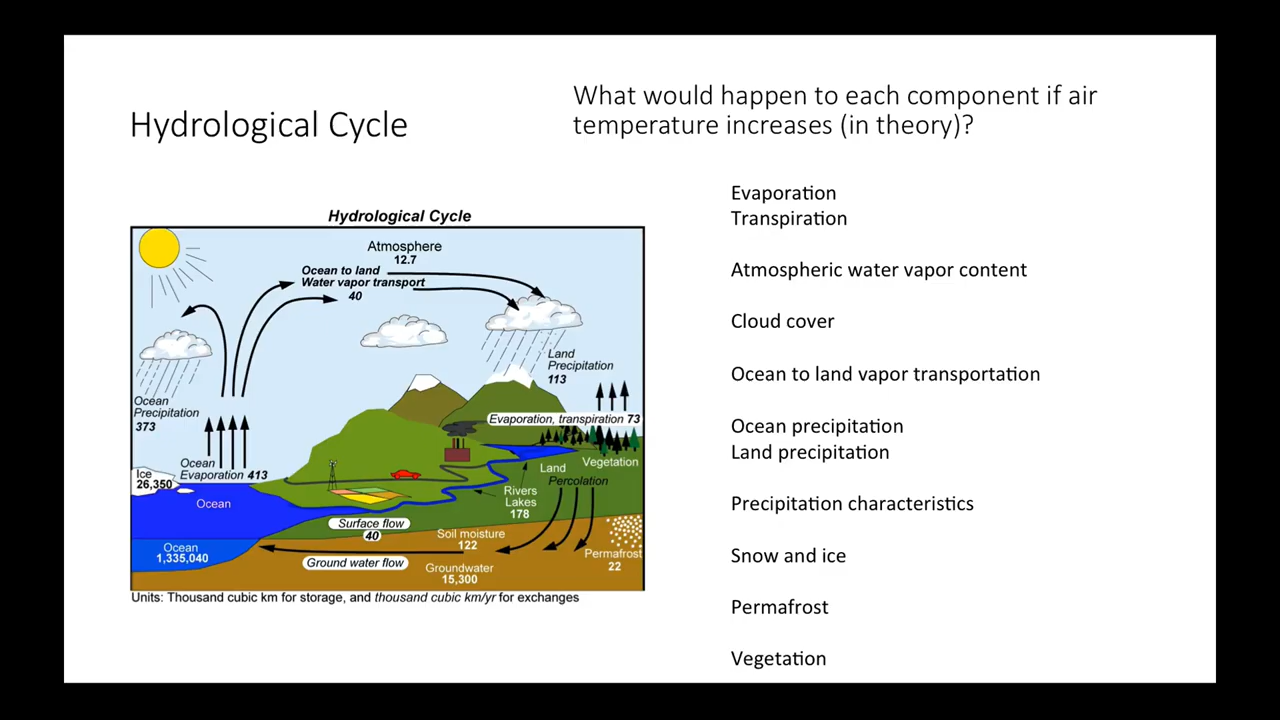 Hydrological Cycle
What would happen to each component if air
temperature increases (in theory)?
Hydrological Cycle
Atmosphere
12.7
Ocean to land
Water vapor transport
40
Land
Precipitation
113
Ocean
Precipitation
373
Evaporation, transpiration 73
Ocean
Evaporation 413
Ice
26,350
Vegetation
Land
Percolation
Ocean
Rivers
Lakes
178
Surface flow
40
Soil moisture
122
Ocean
1,335,040
Ground water flow
Permafrost
22
Groundwater
15,300
Units: Thousand cubic km for storage, and thousand cubic km/yr for exchanges
Evaporation
Transpiration
Atmospheric water vapor content
Cloud cover
Ocean to land vapor transportation
Ocean precipitation
Land precipitation
Precipitation characteristics
Snow and ice
Permafrost
Vegetation